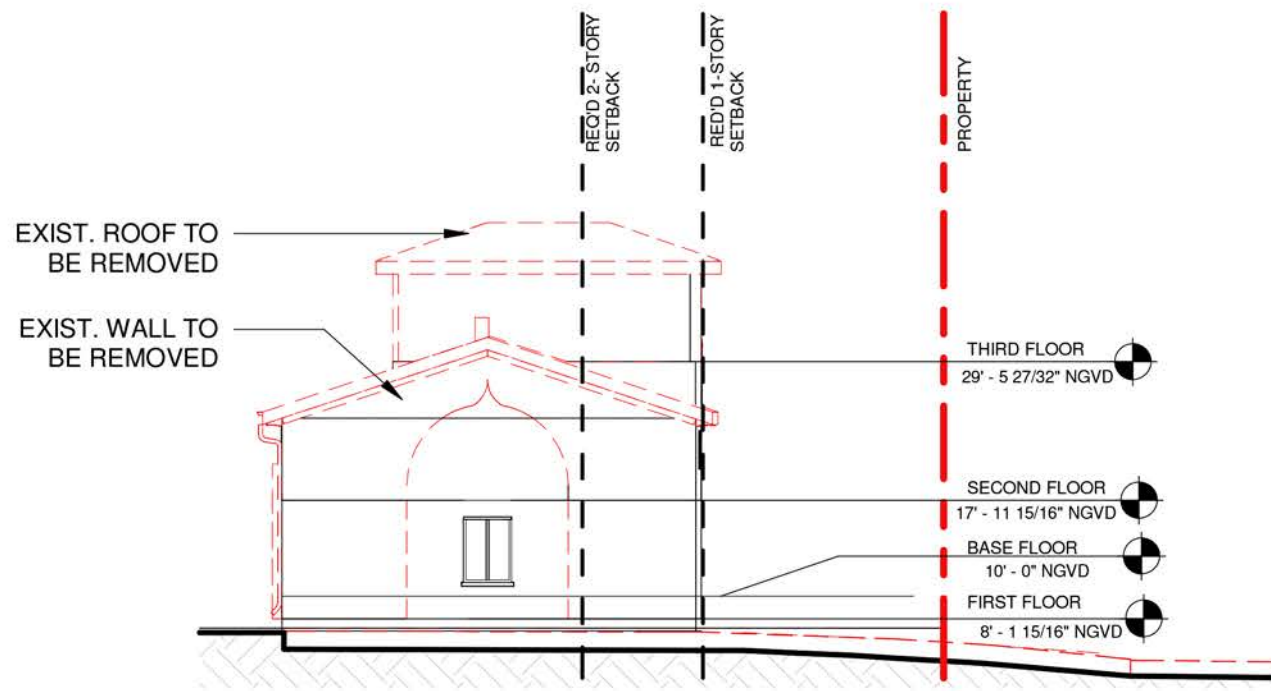 REQ'D 2- STORY
SETBACK
RED'D 1-STORY
SETBACK
PROPERTY
EXIST. ROOF TO
BE REMOVED
EXIST. WALL TO
BE REMOVED
THIRD FLOOR
29' - 5 27/32" NGVD
SECOND FLOOR
17' - 11 15/16" NGVD
BASE FLOOR
10' - 0" NGVD
FIRST FLOOR
8' - 1 15/16" NGVD